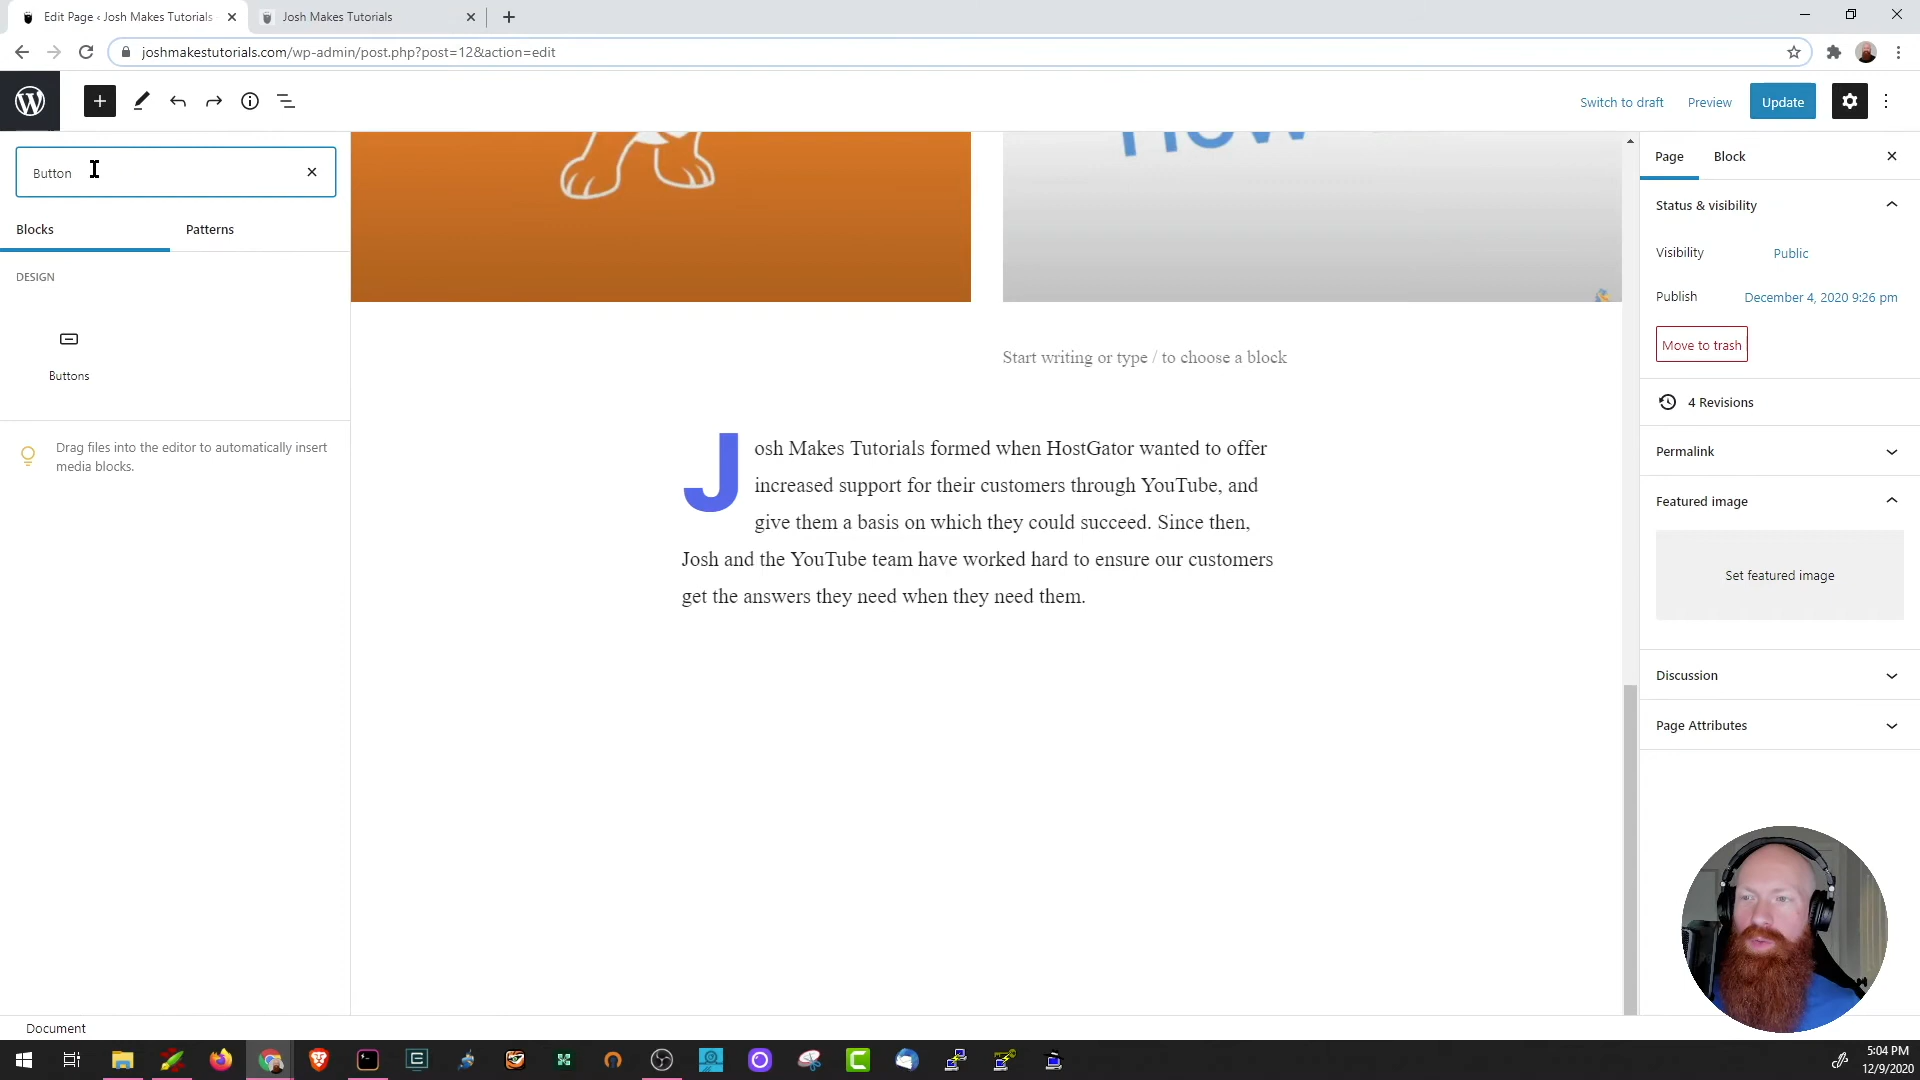 Edit Page ‹ Josh Makes Tutorials
Josh Makes Tutorials
joshmakestutorials.com/wp-admin/post.php?post=12&action=edit
Switch to draft
Preview
Update
Button
Blocks
Patterns
DESIGN
Buttons
Drag files into the editor to automatically insert
media blocks.
Start writing or type / to choose a block
Josh Makes Tutorials formed when HostGator wanted to offer
increased support for their customers through YouTube, and
give them a basis on which they could succeed. Since then,
Josh and the YouTube team have worked hard to ensure our customers
get the answers they need when they need them.
Page
Block
Status & visibility
Visibility
Public
Publish
December 4, 2020 9:26 pm
Move to trash
4 Revisions
Permalink
Featured image
Set featured image
Discussion
Page Attributes
Document
5:04 PM
12/9/2020